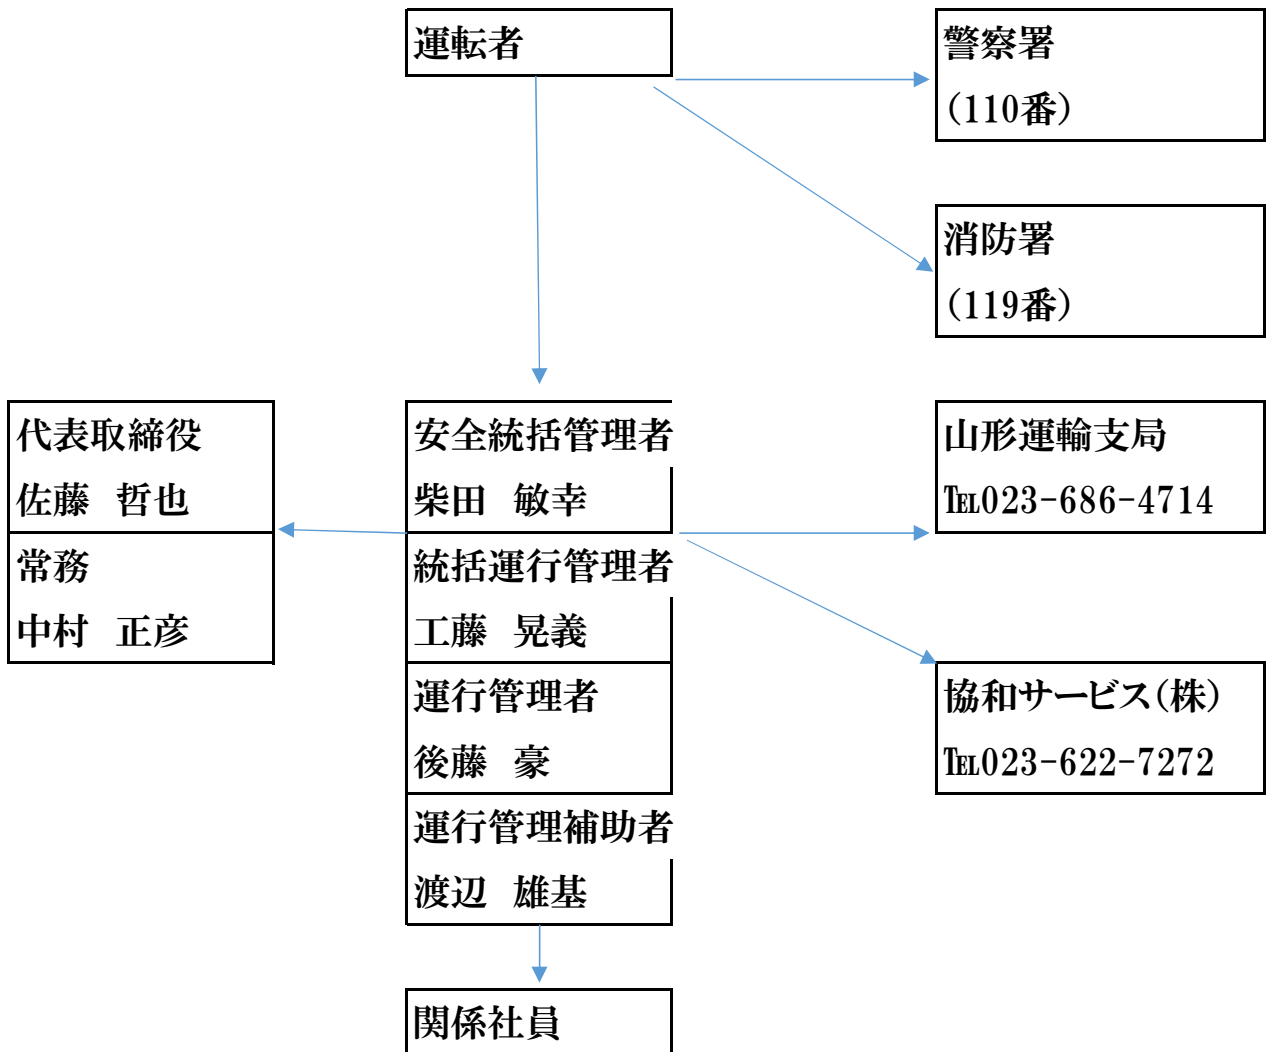 運転者
警察署
（110番）
消防署
（119番）
代表取締役
佐藤　哲也
常務
中村　正彦
安全統括管理者
柴田　敏幸
統括運行管理者
工藤　晃義
運行管理者
後藤　豪
運行管理補助者
渡辺　雄基
山形運輸支局
℡023-686-4714
協和サービス（株）
℡023-622-7272
関係社員